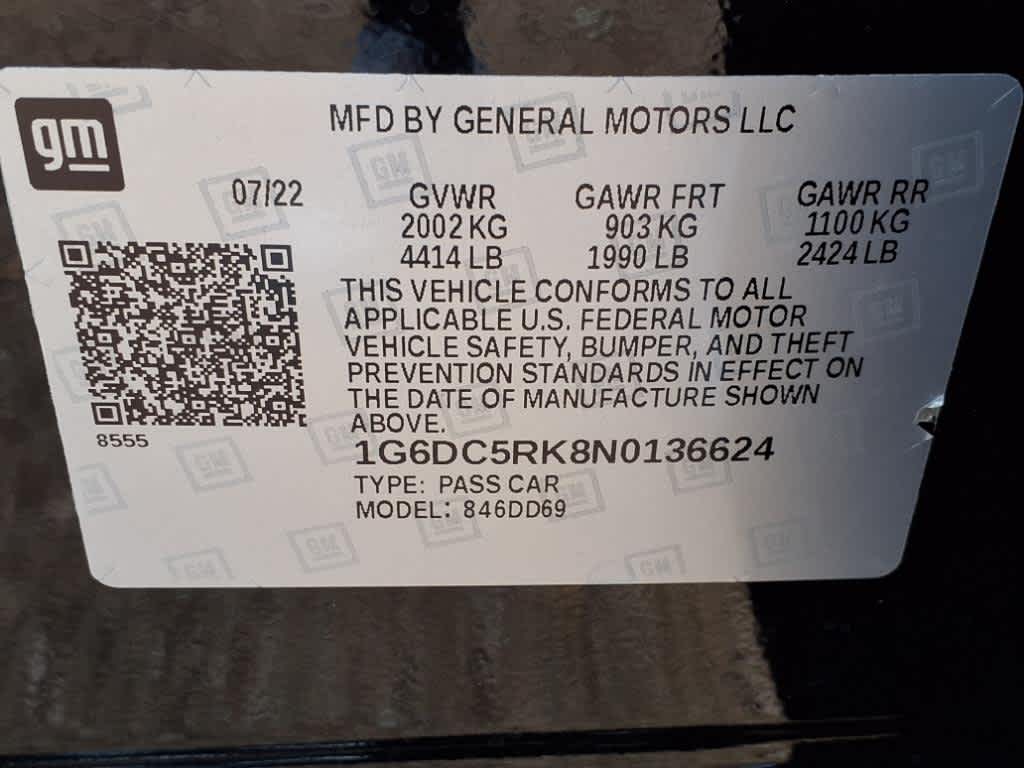 gm
MFD BY GENERAL MOTORS LLC
07/22 GVWR GAWR FRT GAWR RR
2002 KG 903 KG 1100 KG
4414 LB 1990 LB 2424 LB
THIS VEHICLE CONFORMS TO ALL
APPLICABLE U.S. FEDERAL MOTOR
VEHICLE SAFETY, BUMPER, AND THEFT
PREVENTION STANDARDS IN EFFECT ON
THE DATE OF MANUFACTURE SHOWN
ABOVE.
8555
1G6DC5RK8N0136624
TYPE: PASS CAR
MODEL: 846DD69